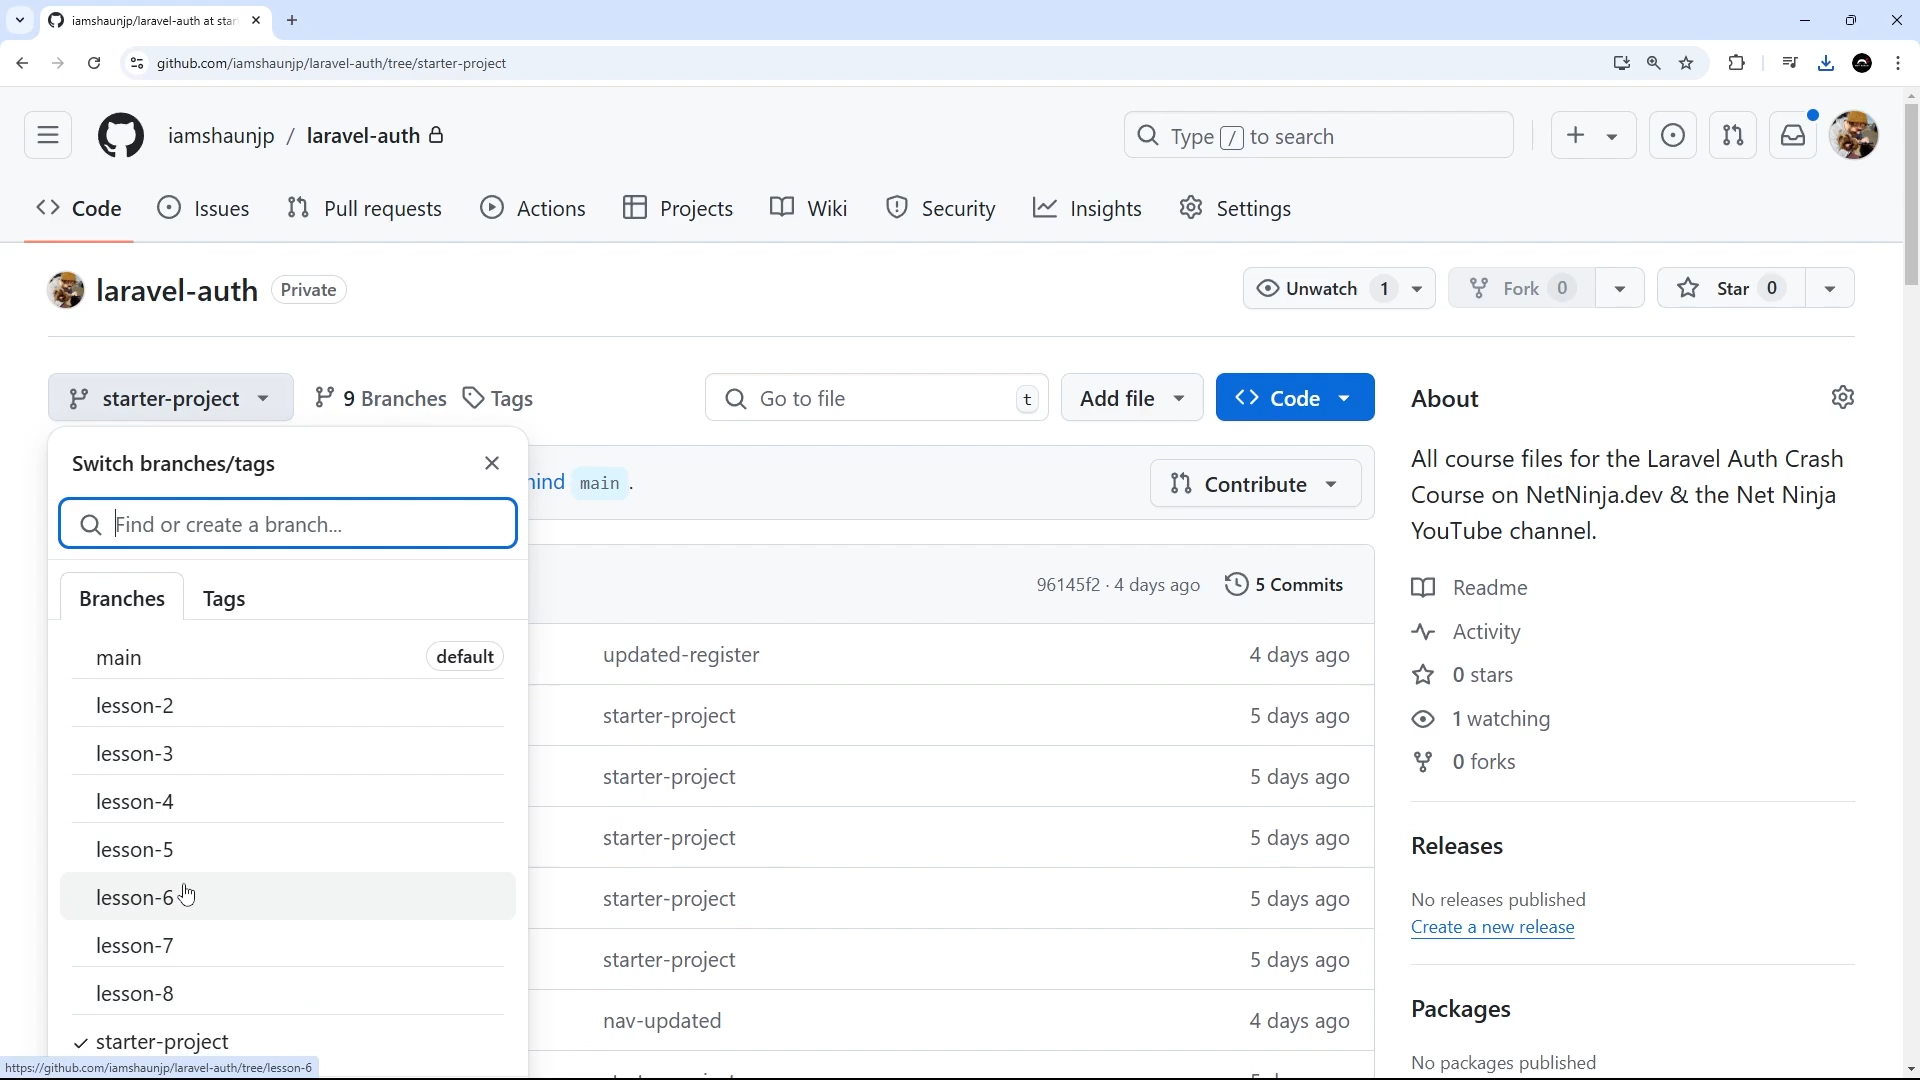 iamshaunjp/laravel-auth at star
github.com/iamshaunjp/laravel-auth/tree/starter-project
iamshaunjp / laravel-auth
Type / to search
Code
Issues
Pull requests
Actions
Projects
Wiki
Security
Insights
Settings
laravel-auth
Private
Unwatch 1
Fork 0
Star 0
starter-project
9 Branches
Tags
Go to file
t
Add file
Code
About
Switch branches/tags
Find or create a branch...
Branches
Tags
main
default
lesson-2
lesson-3
lesson-4
lesson-5
lesson-6
lesson-7
lesson-8
starter-project
main .
Contribute
96145f2 · 4 days ago
5 Commits
updated-register
4 days ago
starter-project
5 days ago
starter-project
5 days ago
starter-project
5 days ago
starter-project
5 days ago
starter-project
5 days ago
nav-updated
4 days ago
All course files for the Laravel Auth Crash
Course on NetNinja.dev & the Net Ninja
YouTube channel.
Readme
Activity
0 stars
1 watching
0 forks
Releases
No releases published
Create a new release
Packages
No packages published
https://github.com/iamshaunjp/laravel-auth/tree/lesson-6